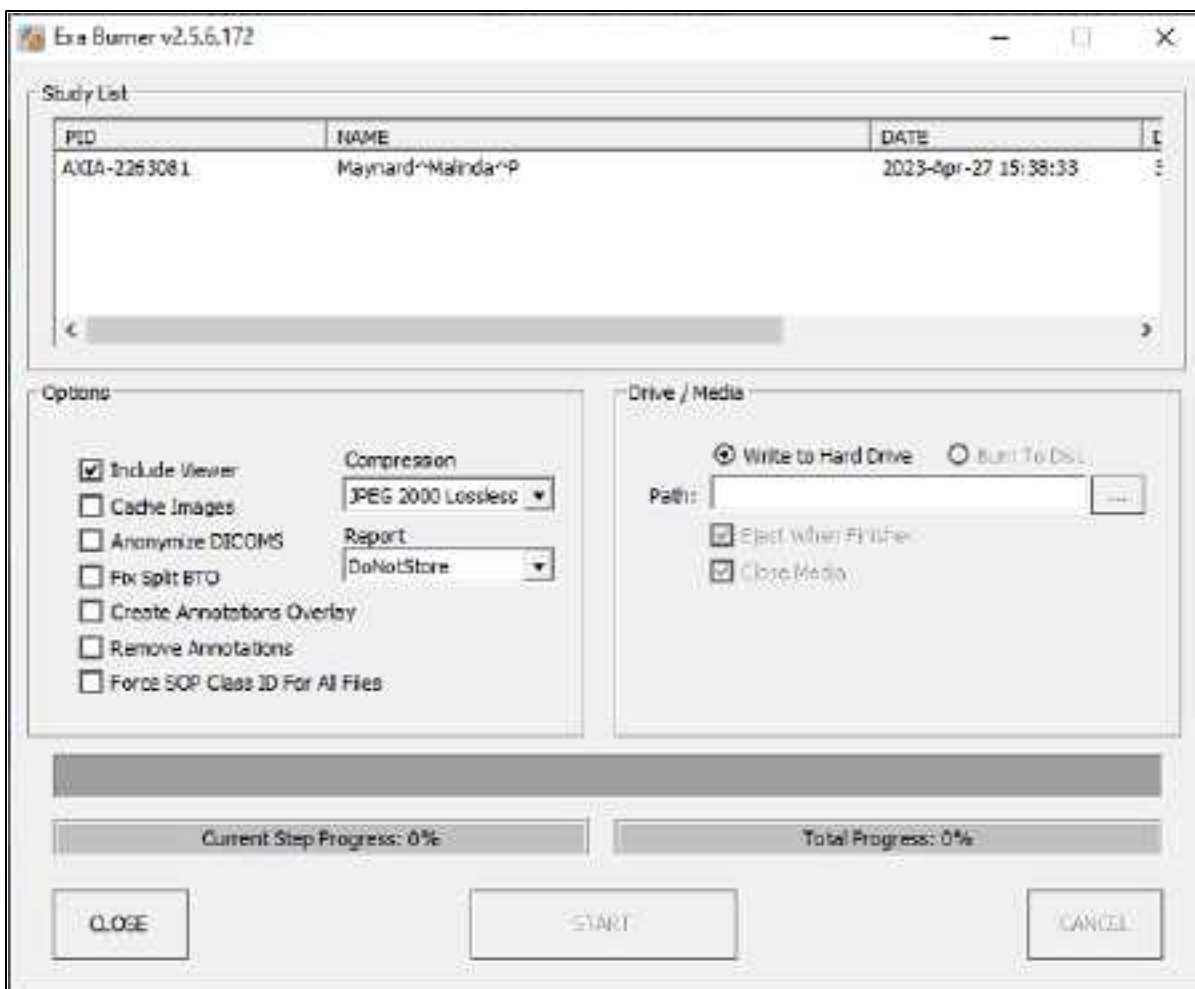 Exa Burner v2.5.6.172
Study List
PID NAME DATE
AXIA-2263081 Maynard^Malinda^P 2023-Apr-27 15:38:33
Options
Include Viewer
Cache Images
Anonymize DICOMS
Fix Split BTO
Create Annotations Overlay
Remove Annotations
Force SOP Class ID For All Files
Compression
JPEG 2000 Lossless
Report
DoNotStore
Drive / Media
Write to Hard Drive Burn To Disc
Path: ...
Eject When Finished
Close Media
Current Step Progress: 0% Total Progress: 0%
CLOSE START CANCEL